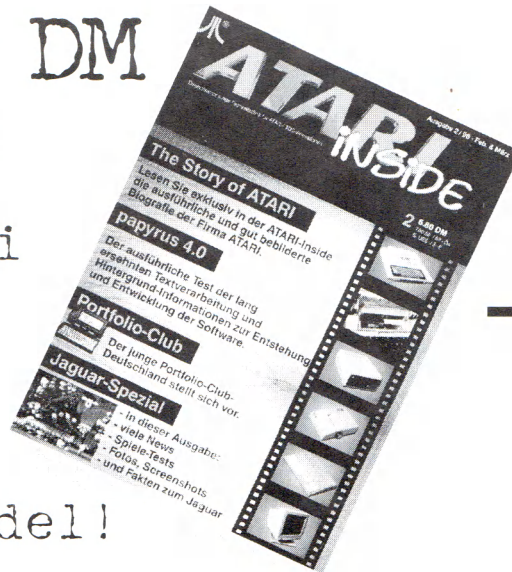 DM
ATARI
INSIDE
Ausgabe 2/96 - Feb. & März
2
5.80 DM
The Story of ATARI
Lesen Sie exklusiv in der ATARI-Inside
die ausführliche und gut bebilderte
Biografie der Firma ATARI.
papyrus 4.0
Der ausführliche Test der lang
ersehnten Textverarbeitung und
Hintergrund-Informationen zur Entstehung
und Entwicklung der Software.
Portfolio-Club
Der junge Portfolio-Club-
Deutschland stellt sich vor.
Jaguar-Spezial
- in dieser Ausgabe:
- viele News
- Spiele-Tests
- Fotos, Screenshots
- und Fakten zum Jaguar
i
del!